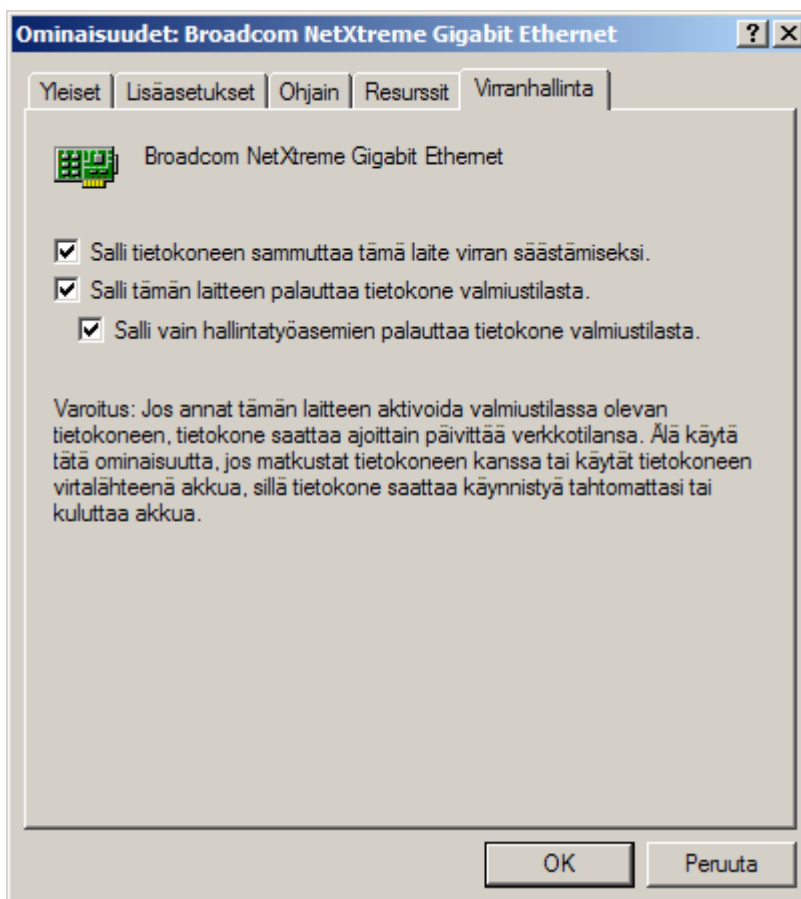 Ominaisuudet: Broadcom NetXtreme Gigabit Ethernet
Yleiset Lisäasetukset Ohjain Resurssit Virranhallinta
Broadcom NetXtreme Gigabit Ethernet
Salli tietokoneen sammuttaa tämä laite virran säästämiseksi.
Salli tämän laitteen palauttaa tietokone valmiustilasta.
Salli vain hallintatyöasemien palauttaa tietokone valmiustilasta.
Varoitus: Jos annat tämän laitteen aktivoida valmiustilassa olevan
tietokoneen, tietokone saattaa ajoittain päivittää verkkotilansa. Älä käytä
tätä ominaisuutta, jos matkustat tietokoneen kanssa tai käytät tietokoneen
virtalähteenä akkua, sillä tietokone saattaa käynnistyä tahtomattasi tai
kuluttaa akkua.
OK Peruuta